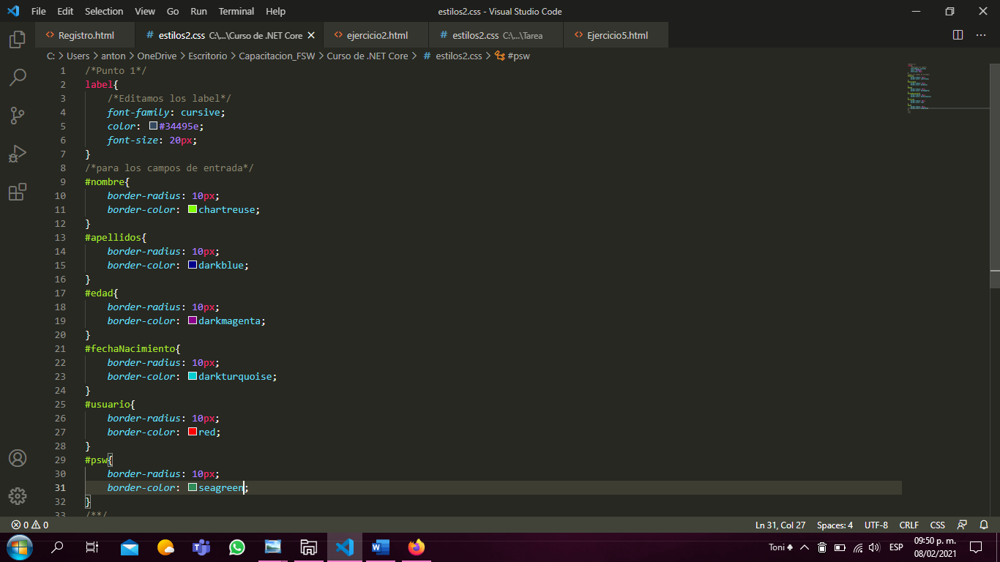 File Edit Selection View Go Run Terminal Help estilos2.css - Visual Studio Code
Registro.html estilos2.css C:\...\Curso de .NET Core ejercicio2.html estilos2.css C:\...\Tarea Ejercicio5.html
C: > Users > anton > OneDrive > Escritorio > Capacitacion_FSW > Curso de .NET Core > # estilos2.css > #psw
1 /*Punto 1*/
2 label{
3 /*Editamos los label*/
4 font-family: cursive;
5 color: #34495e;
6 font-size: 20px;
7 }
8 /*para los campos de entrada*/
9 #nombre{
10 border-radius: 10px;
11 border-color: chartreuse;
12 }
13 #apellidos{
14 border-radius: 10px;
15 border-color: darkblue;
16 }
17 #edad{
18 border-radius: 10px;
19 border-color: darkmagenta;
20 }
21 #fechaNacimiento{
22 border-radius: 10px;
23 border-color: darkturquoise;
24 }
25 #usuario{
26 border-radius: 10px;
27 border-color: red;
28 }
29 #psw{
30 border-radius: 10px;
31 border-color: seagreen;
32 }
33 /**/
0 0 Ln 31, Col 27 Spaces: 4 UTF-8 CRLF CSS
Toni ESP 09:50 p. m.
08/02/2021